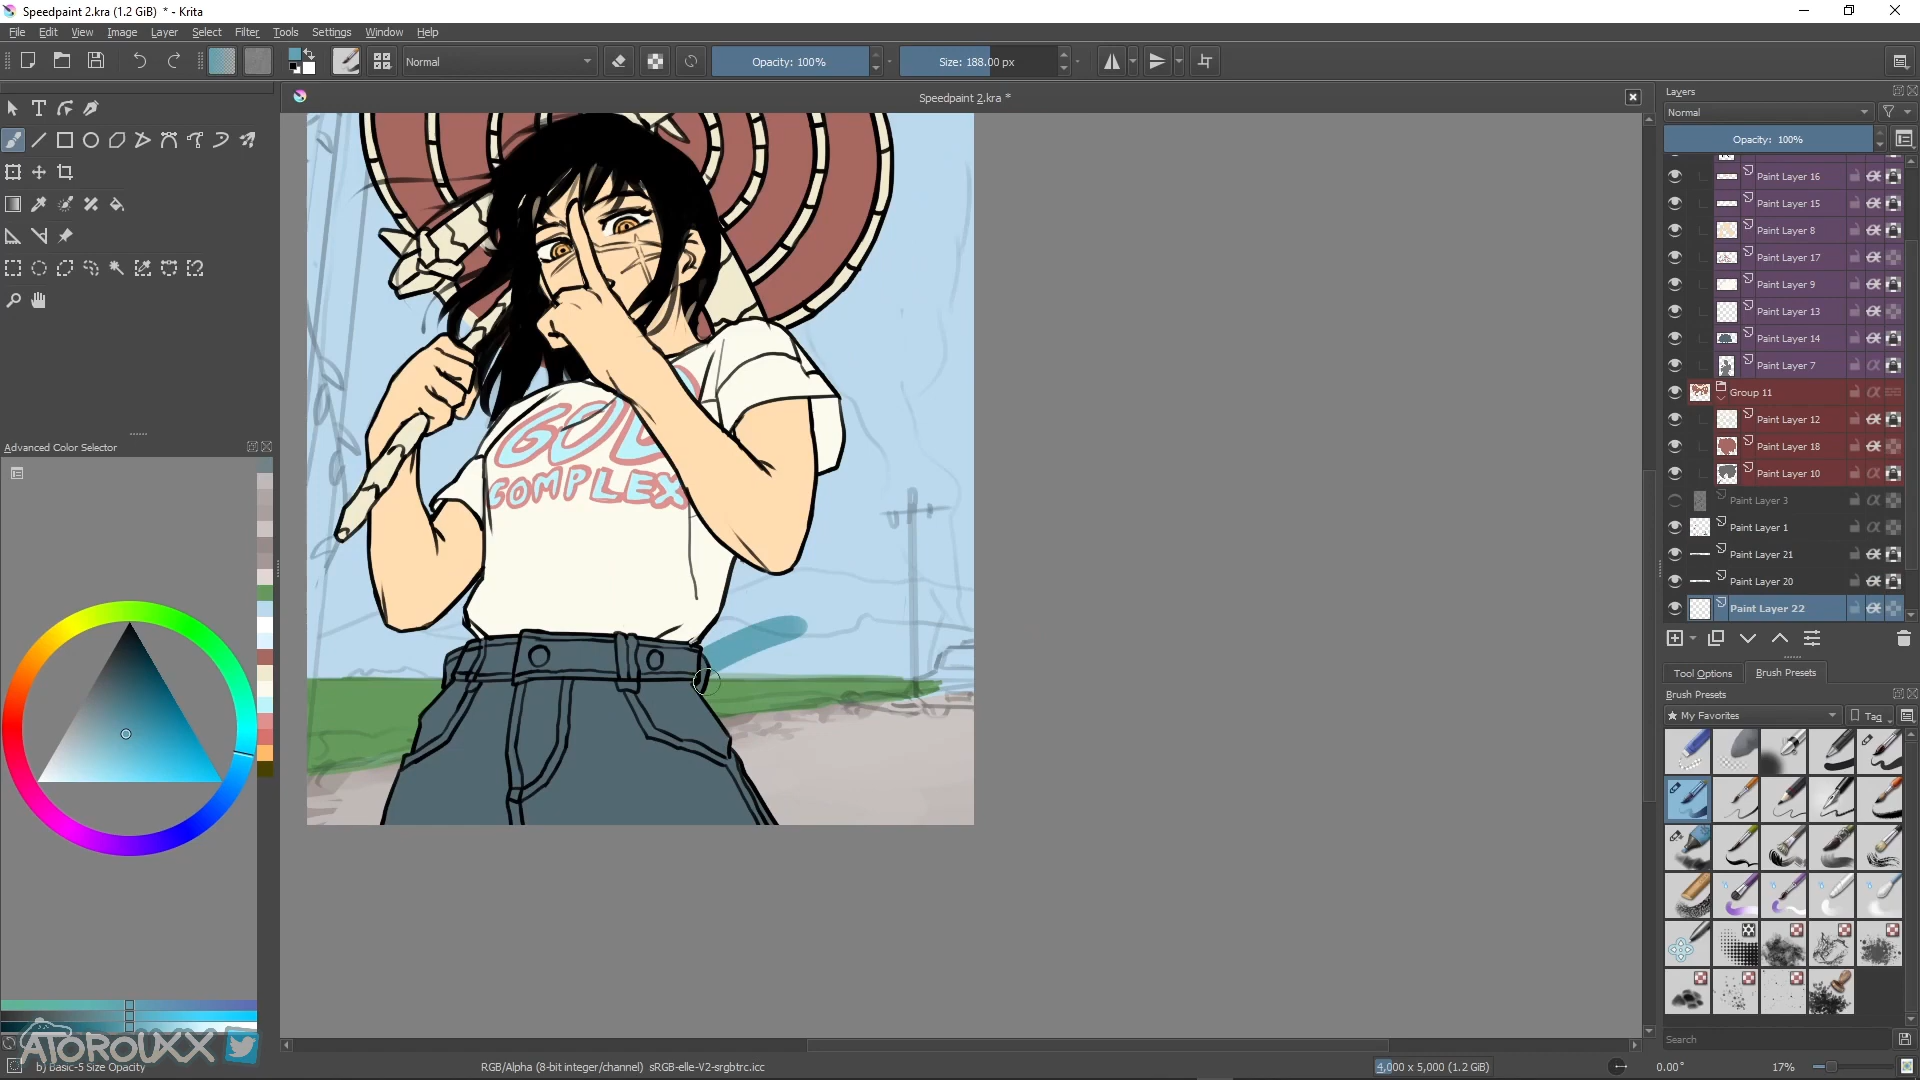 Speedpaint 2.kra (1.2 GiB) * - Krita
File Edit View Image Layer Select Filter Tools Settings Window Help
Normal
Opacity: 100%
Size: 188.00 px
Speedpaint 2.kra *
Layers
Normal
Opacity: 100%
Paint Layer 16
Paint Layer 15
Paint Layer 8
Paint Layer 17
Paint Layer 9
Paint Layer 13
Paint Layer 14
Paint Layer 7
Group 11
Paint Layer 12
Paint Layer 18
Paint Layer 10
Paint Layer 3
Paint Layer 1
Paint Layer 21
Paint Layer 20
Paint Layer 22
Tool Options Brush Presets
Brush Presets
My Favorites
Tag
Search
Advanced Color Selector
GOD
COMPLEX
ATOROUXX
b) Basic-5 Size Opacity
RGB/Alpha (8-bit integer/channel) sRGB-elle-V2-srgbtrc.icc
4,000 x 5,000 (1.2 GiB)
0.00°
17%